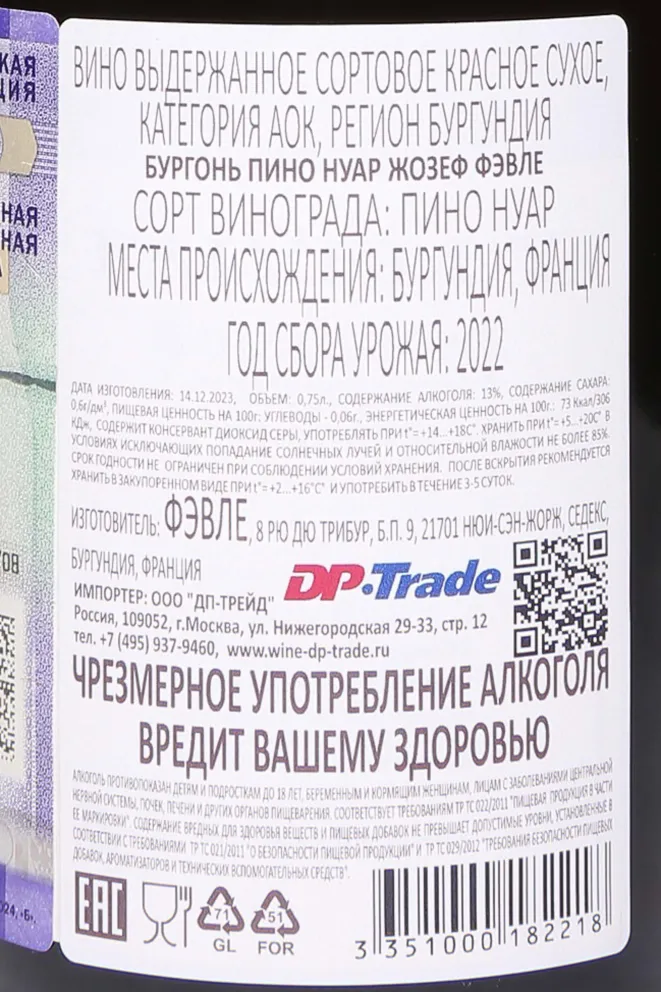 КАЯ
ЦИЯ
НАЯ
НАЯ
ВИНО ВЫДЕРЖАННОЕ СОРТОВОЕ КРАСНОЕ СУХОЕ,
КАТЕГОРИЯ АОК, РЕГИОН БУРГУНДИЯ
БУРГОНЬ ПИНО НУАР ЖОЗЕФ ФЭВЛЕ
СОРТ ВИНОГРАДА: ПИНО НУАР
МЕСТА ПРОИСХОЖДЕНИЯ: БУРГУНДИЯ, ФРАНЦИЯ
ГОД СБОРА УРОЖАЯ: 2022
ДАТА ИЗГОТОВЛЕНИЯ: 14.12.2023, ОБЪЕМ: 0,75л., СОДЕРЖАНИЕ АЛКОГОЛЯ: 13%, СОДЕРЖАНИЕ САХАРА:
0,6г/дм³, ПИЩЕВАЯ ЦЕННОСТЬ НА 100г: УГЛЕВОДЫ - 0,06г., ЭНЕРГЕТИЧЕСКАЯ ЦЕННОСТЬ НА 100г.: 73 Ккал/306
КДж, СОДЕРЖИТ КОНСЕРВАНТ ДИОКСИД СЕРЫ, УПОТРЕБЛЯТЬ ПРИ t°=+14...+18С°. ХРАНИТЬ ПРИ t°=+5...+20С° В
УСЛОВИЯХ ИСКЛЮЧАЮЩИХ ПОПАДАНИЕ СОЛНЕЧНЫХ ЛУЧЕЙ И ОТНОСИТЕЛЬНОЙ ВЛАЖНОСТИ НЕ БОЛЕЕ 85%.
СРОК ГОДНОСТИ НЕ ОГРАНИЧЕН ПРИ СОБЛЮДЕНИИ УСЛОВИЙ ХРАНЕНИЯ. ПОСЛЕ ВСКРЫТИЯ РЕКОМЕНДУЕТСЯ
ХРАНИТЬ В ЗАКУПОРЕННОМ ВИДЕ ПРИ t°=+2...+16°С° И УПОТРЕБИТЬ В ТЕЧЕНИЕ 3-5 СУТОК.
ИЗГОТОВИТЕЛЬ: ФЭВЛЕ, 8 РЮ ДЮ ТРИБУР, Б.П. 9, 21701 НЮИ-СЭН-ЖОРЖ, СЕДЕКС,
БУРГУНДИЯ, ФРАНЦИЯ
DP.Trade
ИМПОРТЕР: ООО "ДП-ТРЕЙД"
Россия, 109052, г.Москва, ул. Нижегородская 29-33, стр. 12
тел. +7 (495) 937-9460, www.wine-dp-trade.ru
ЧРЕЗМЕРНОЕ УПОТРЕБЛЕНИЕ АЛКОГОЛЯ
ВРЕДИТ ВАШЕМУ ЗДОРОВЬЮ
АЛКОГОЛЬ ПРОТИВОПОКАЗАН ДЕТЯМ И ПОДРОСТКАМ ДО 18 ЛЕТ, БЕРЕМЕННЫМ И КОРМЯЩИМ ЖЕНЩИНАМ, ЛИЦАМ С ЗАБОЛЕВАНИЯМИ ЦЕНТРАЛЬНОЙ
НЕРВНОЙ СИСТЕМЫ, ПОЧЕК, ПЕЧЕНИ И ДРУГИХ ОРГАНОВ ПИЩЕВАРЕНИЯ. СООТВЕТСТВУЕТ ТРЕБОВАНИЯМ ТР ТС 022/2011 "ПИЩЕВАЯ ПРОДУКЦИЯ В ЧАСТИ
ЕЕ МАРКИРОВКИ". СОДЕРЖАНИЕ ВРЕДНЫХ ДЛЯ ЗДОРОВЬЯ ВЕЩЕСТВ И ПИЩЕВЫХ ДОБАВОК НЕ ПРЕВЫШАЕТ ДОПУСТИМЫЕ УРОВНИ, УСТАНОВЛЕННЫЕ В
СООТВЕТСТВИИ С ТРЕБОВАНИЯМИ ТР ТС 021/2011 "О БЕЗОПАСНОСТИ ПИЩЕВОЙ ПРОДУКЦИИ" И ТР ТС 029/2012 "ТРЕБОВАНИЯ БЕЗОПАСНОСТИ ПИЩЕВЫХ
ДОБАВОК, АРОМАТИЗАТОРОВ И ТЕХНИЧЕСКИХ ВСПОМОГАТЕЛЬНЫХ СРЕДСТВ".
EAC
71
GL
51
FOR
3 351000 182218